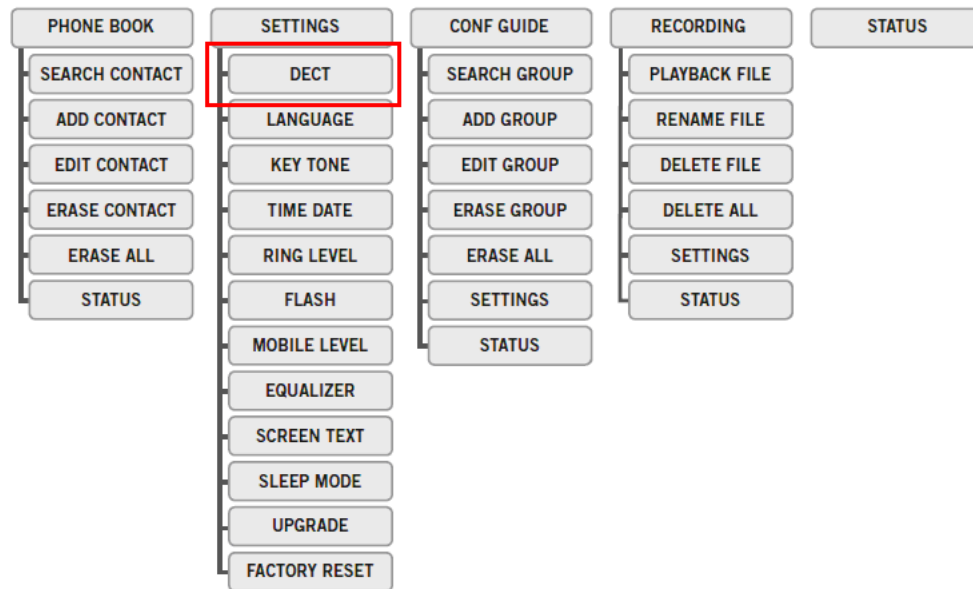 PHONE BOOK
SEARCH CONTACT
ADD CONTACT
EDIT CONTACT
ERASE CONTACT
ERASE ALL
STATUS
SETTINGS
DECT
LANGUAGE
KEY TONE
TIME DATE
RING LEVEL
FLASH
MOBILE LEVEL
EQUALIZER
SCREEN TEXT
SLEEP MODE
UPGRADE
FACTORY RESET
CONF GUIDE
SEARCH GROUP
ADD GROUP
EDIT GROUP
ERASE GROUP
ERASE ALL
SETTINGS
STATUS
RECORDING
PLAYBACK FILE
RENAME FILE
DELETE FILE
DELETE ALL
SETTINGS
STATUS
STATUS